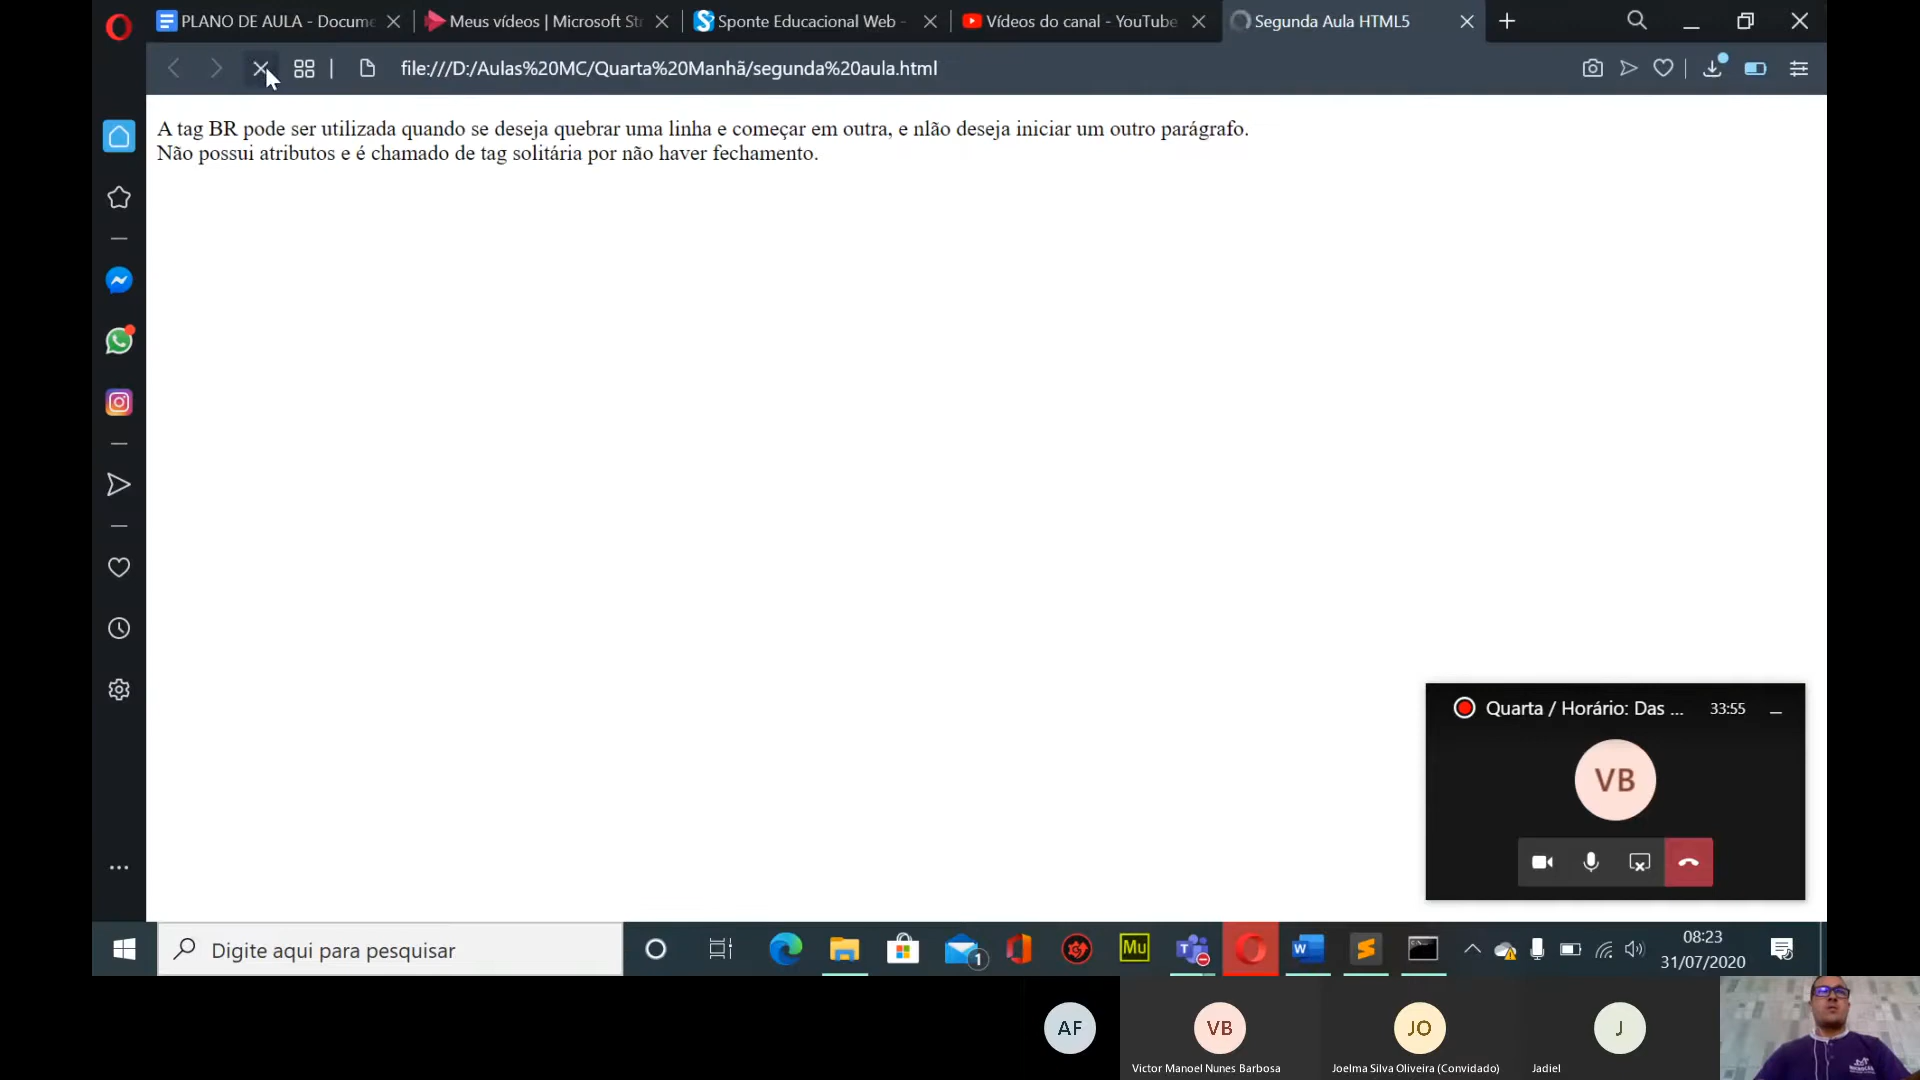 PLANO DE AULA - Docume
Meus vídeos | Microsoft Str
Sponte Educacional Web -
Vídeos do canal - YouTube
Segunda Aula HTML5
file:///D:/Aulas%20MC/Quarta%20Manhã/segunda%20aula.html
A tag BR pode ser utilizada quando se deseja quebrar uma linha e começar em outra, e nlão deseja iniciar um outro parágrafo.
Não possui atributos e é chamado de tag solitária por não haver fechamento.
Quarta / Horário: Das ...
33:55
VB
Digite aqui para pesquisar
1
Mu
08:23
31/07/2020
AF
VB
JO
J
Victor Manoel Nunes Barbosa
Joelma Silva Oliveira (Convidado)
Jadiel